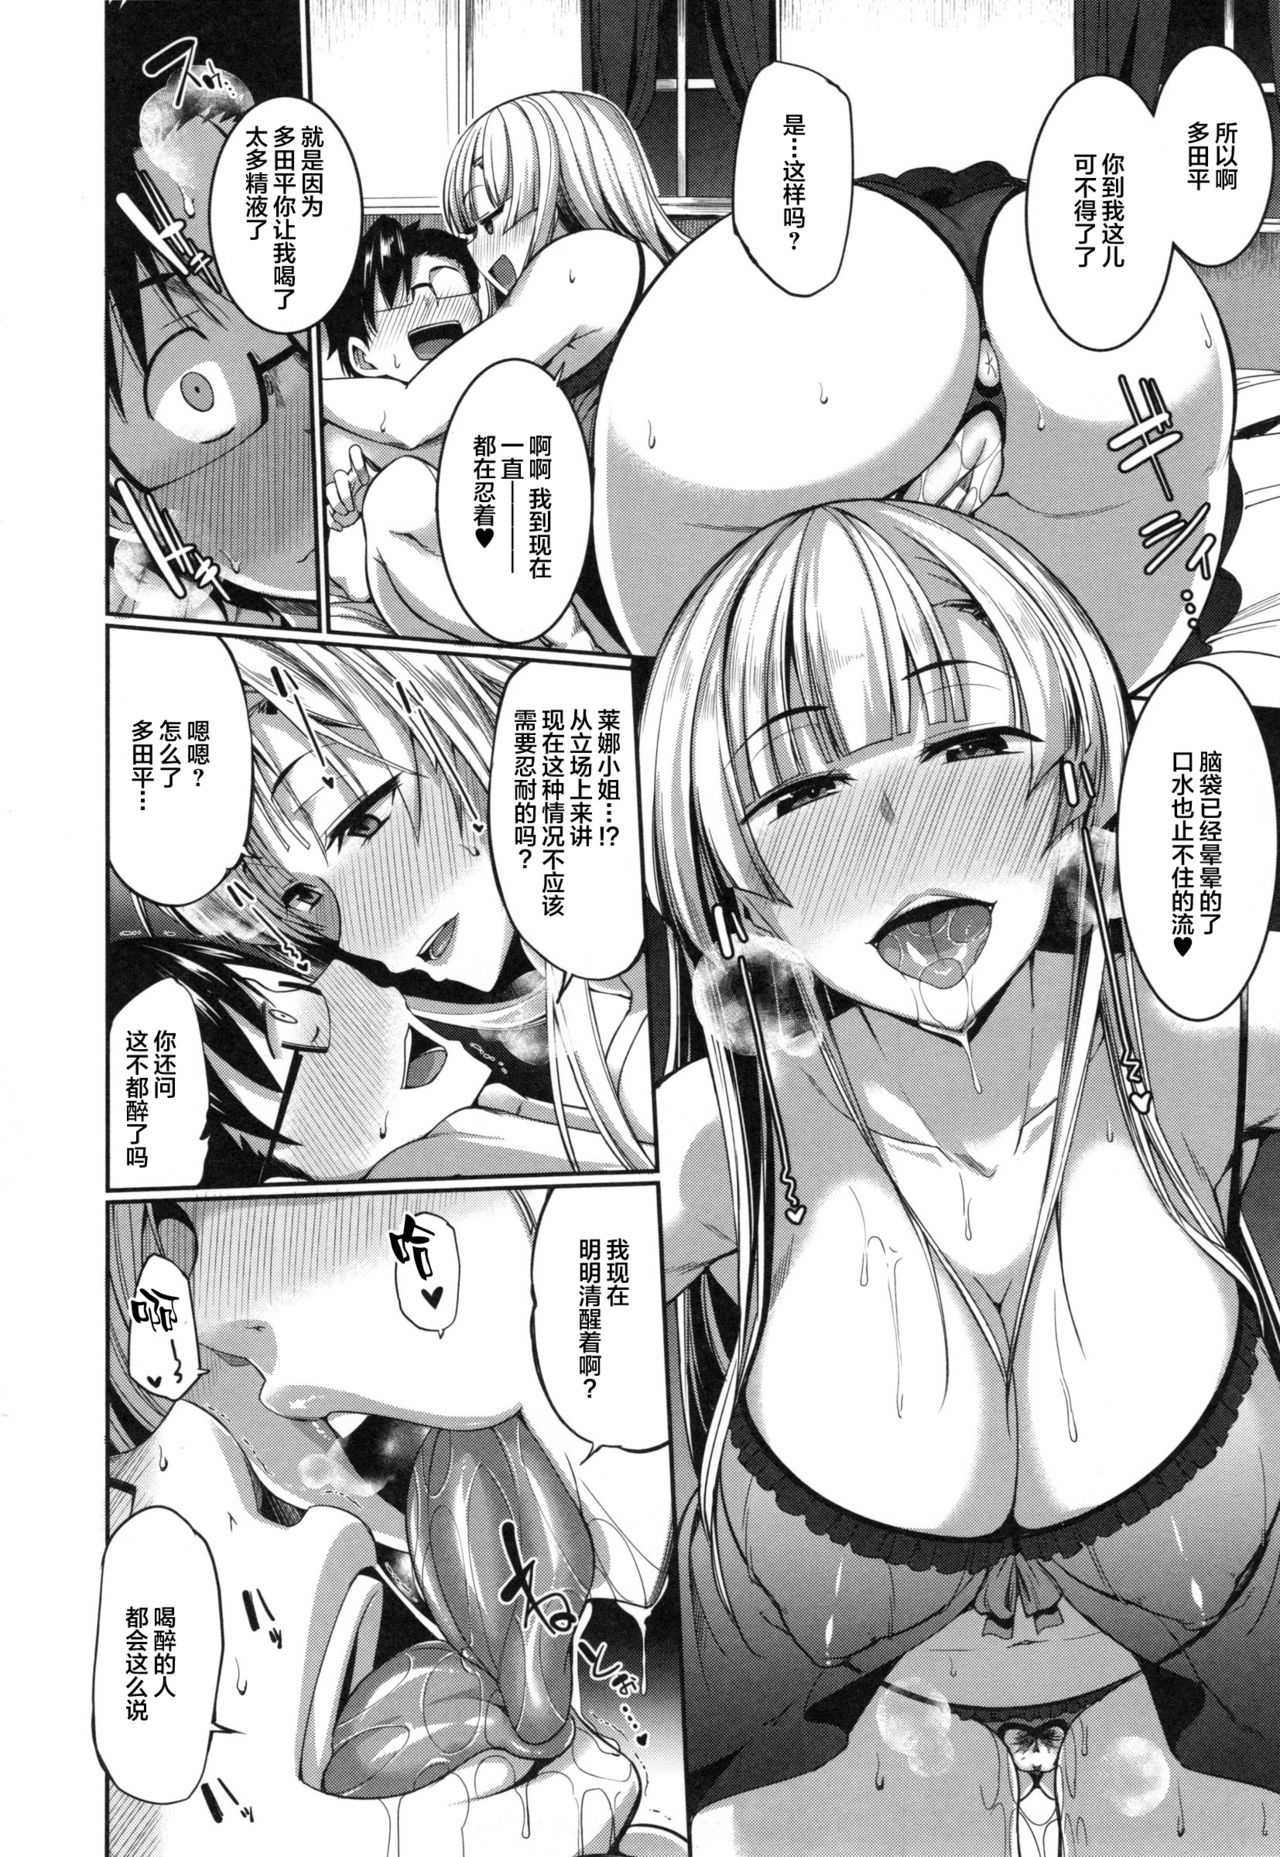 所以啊
多田平
你到我这儿
可不得了了
是…这样吗?
脑袋已经晕晕的了
口水也止不住的流♥
啊啊 我到现在
一直————
都在忍着
♥
就是因为
多田平你让我喝了
太多精液了
莱娜小姐…!?
从立场上来讲
现在这种情况不应该
需要忍耐的吗?
嗯嗯?
怎么了
多田平…
你还问
这不都醉了吗
我现在
明明清醒着啊?
喝醉的人
都会这么说